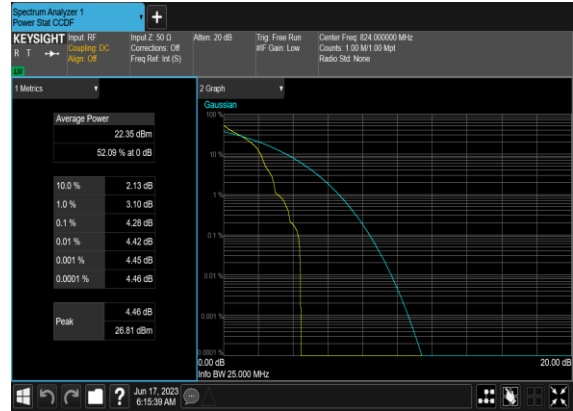 Spectrum Analyzer 1
Power Stat CCDF
KEYSIGHT
R T
Input: RF
Coupling: DC
Align: Off
Input Z: 50 Ω
Corrections: Off
Freq Ref: Int (S)
Atten: 20 dB
Trig: Free Run
#IF Gain: Low
Center Freq: 824.000000 MHz
Counts: 1.00 M/1.00 Mpt
Radio Std: None
1 Metrics
Average Power
22.35 dBm
52.09 % at 0 dB
10.0 % 2.13 dB
1.0 % 3.10 dB
0.1 % 4.28 dB
0.01 % 4.42 dB
0.001 % 4.45 dB
0.0001 % 4.46 dB
Peak
4.46 dB
26.81 dBm
2 Graph
Gaussian
100 %
10 %
1 %
0.1 %
0.01 %
0.001 %
0.0001 %
0.00 dB
20.00 dB
Info BW 25.000 MHz
?
Jun 17, 2023
6:15:39 AM